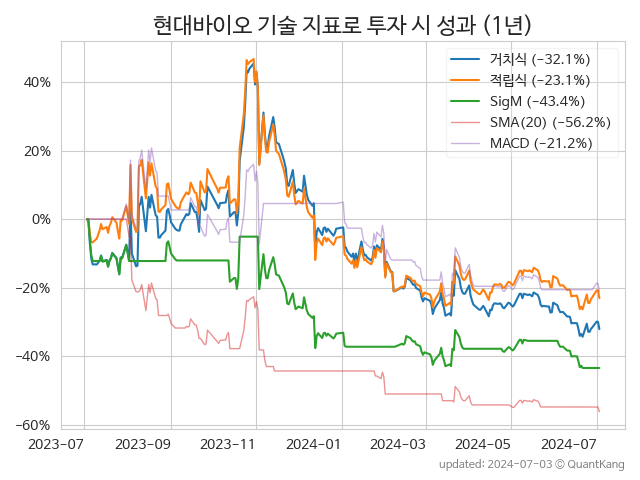 현대바이오 기술 지표로 투자 시 성과 (1년)
거치식 (−32.1%)
적립식 (−23.1%)
SigM (−43.4%)
SMA(20) (−56.2%)
MACD (−21.2%)
40%
20%
0%
−20%
−40%
−60%
2023-07
2023-09
2023-11
2024-01
2024-03
2024-05
2024-07
updated: 2024-07-03 © QuantKang